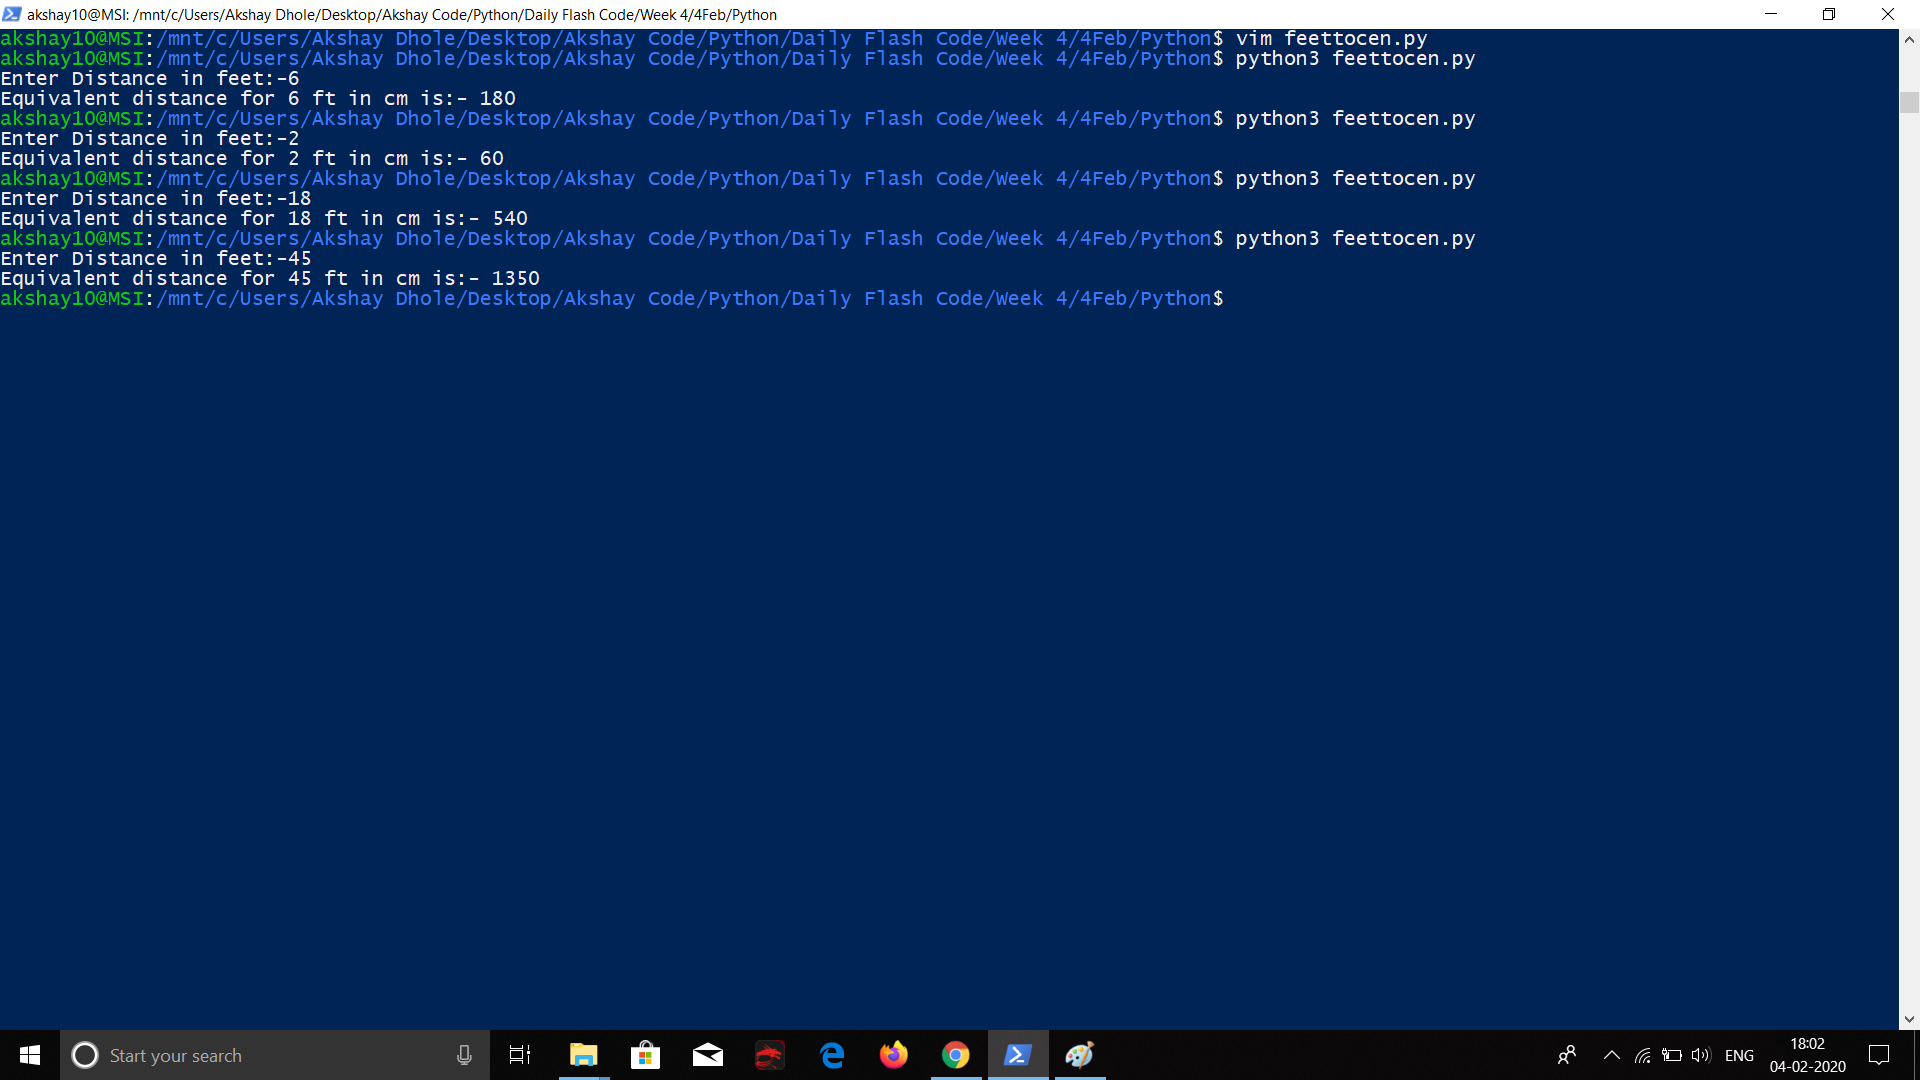 akshay10@MSI: /mnt/c/Users/Akshay Dhole/Desktop/Akshay Code/Python/Daily Flash Code/Week 4/4Feb/Python
akshay10@MSI:/mnt/c/Users/Akshay Dhole/Desktop/Akshay Code/Python/Daily Flash Code/Week 4/4Feb/Python$ vim feettocen.py
akshay10@MSI:/mnt/c/Users/Akshay Dhole/Desktop/Akshay Code/Python/Daily Flash Code/Week 4/4Feb/Python$ python3 feettocen.py
Enter Distance in feet:-6
Equivalent distance for 6 ft in cm is:- 180
akshay10@MSI:/mnt/c/Users/Akshay Dhole/Desktop/Akshay Code/Python/Daily Flash Code/Week 4/4Feb/Python$ python3 feettocen.py
Enter Distance in feet:-2
Equivalent distance for 2 ft in cm is:- 60
akshay10@MSI:/mnt/c/Users/Akshay Dhole/Desktop/Akshay Code/Python/Daily Flash Code/Week 4/4Feb/Python$ python3 feettocen.py
Enter Distance in feet:-18
Equivalent distance for 18 ft in cm is:- 540
akshay10@MSI:/mnt/c/Users/Akshay Dhole/Desktop/Akshay Code/Python/Daily Flash Code/Week 4/4Feb/Python$ python3 feettocen.py
Enter Distance in feet:-45
Equivalent distance for 45 ft in cm is:- 1350
akshay10@MSI:/mnt/c/Users/Akshay Dhole/Desktop/Akshay Code/Python/Daily Flash Code/Week 4/4Feb/Python$
Start your search
ENG
18:02
04-02-2020